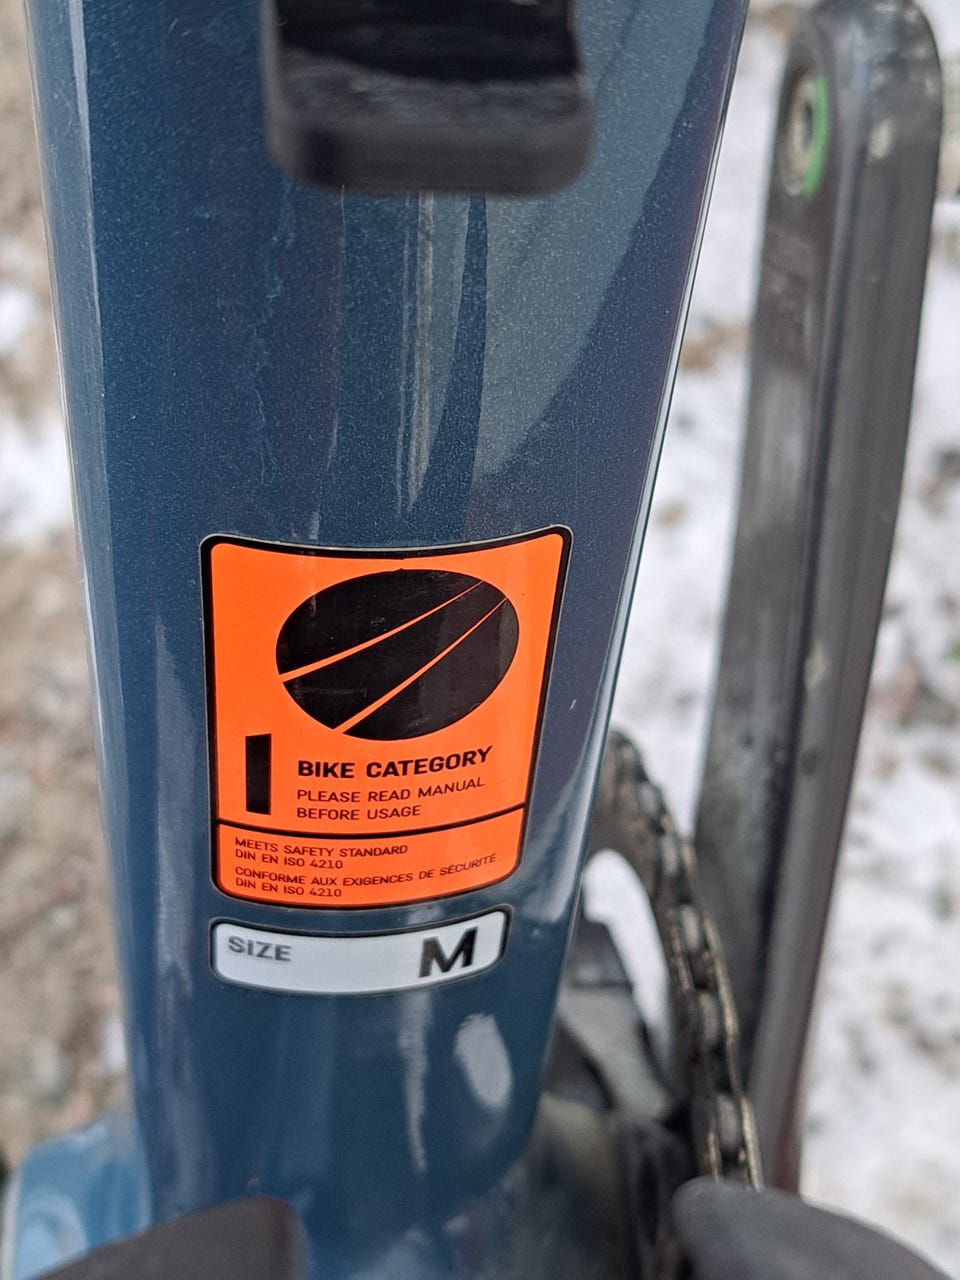 1
BIKE CATEGORY
PLEASE READ MANUAL
BEFORE USAGE
MEETS SAFETY STANDARD
DIN EN ISO 4210
CONFORME AUX EXIGENCES DE SÉCURITÉ
DIN EN ISO 4210
SIZE M